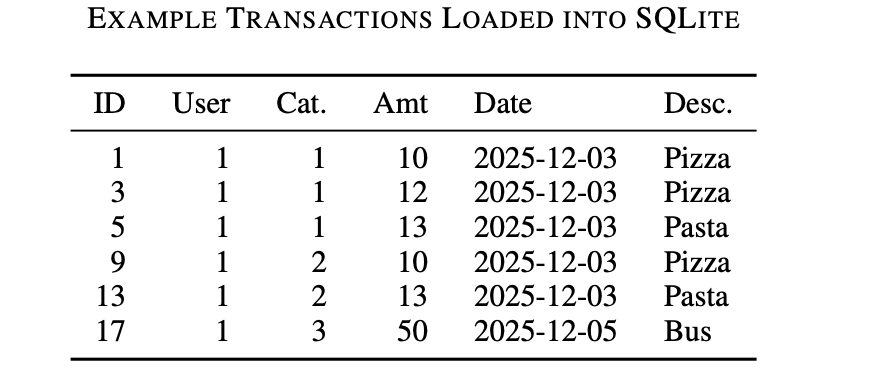 EXAMPLE TRANSACTIONS LOADED INTO SQLITE
ID User Cat. Amt Date Desc.
1 1 1 10 2025-12-03 Pizza
3 1 1 12 2025-12-03 Pizza
5 1 1 13 2025-12-03 Pasta
9 1 2 10 2025-12-03 Pizza
13 1 2 13 2025-12-03 Pasta
17 1 3 50 2025-12-05 Bus